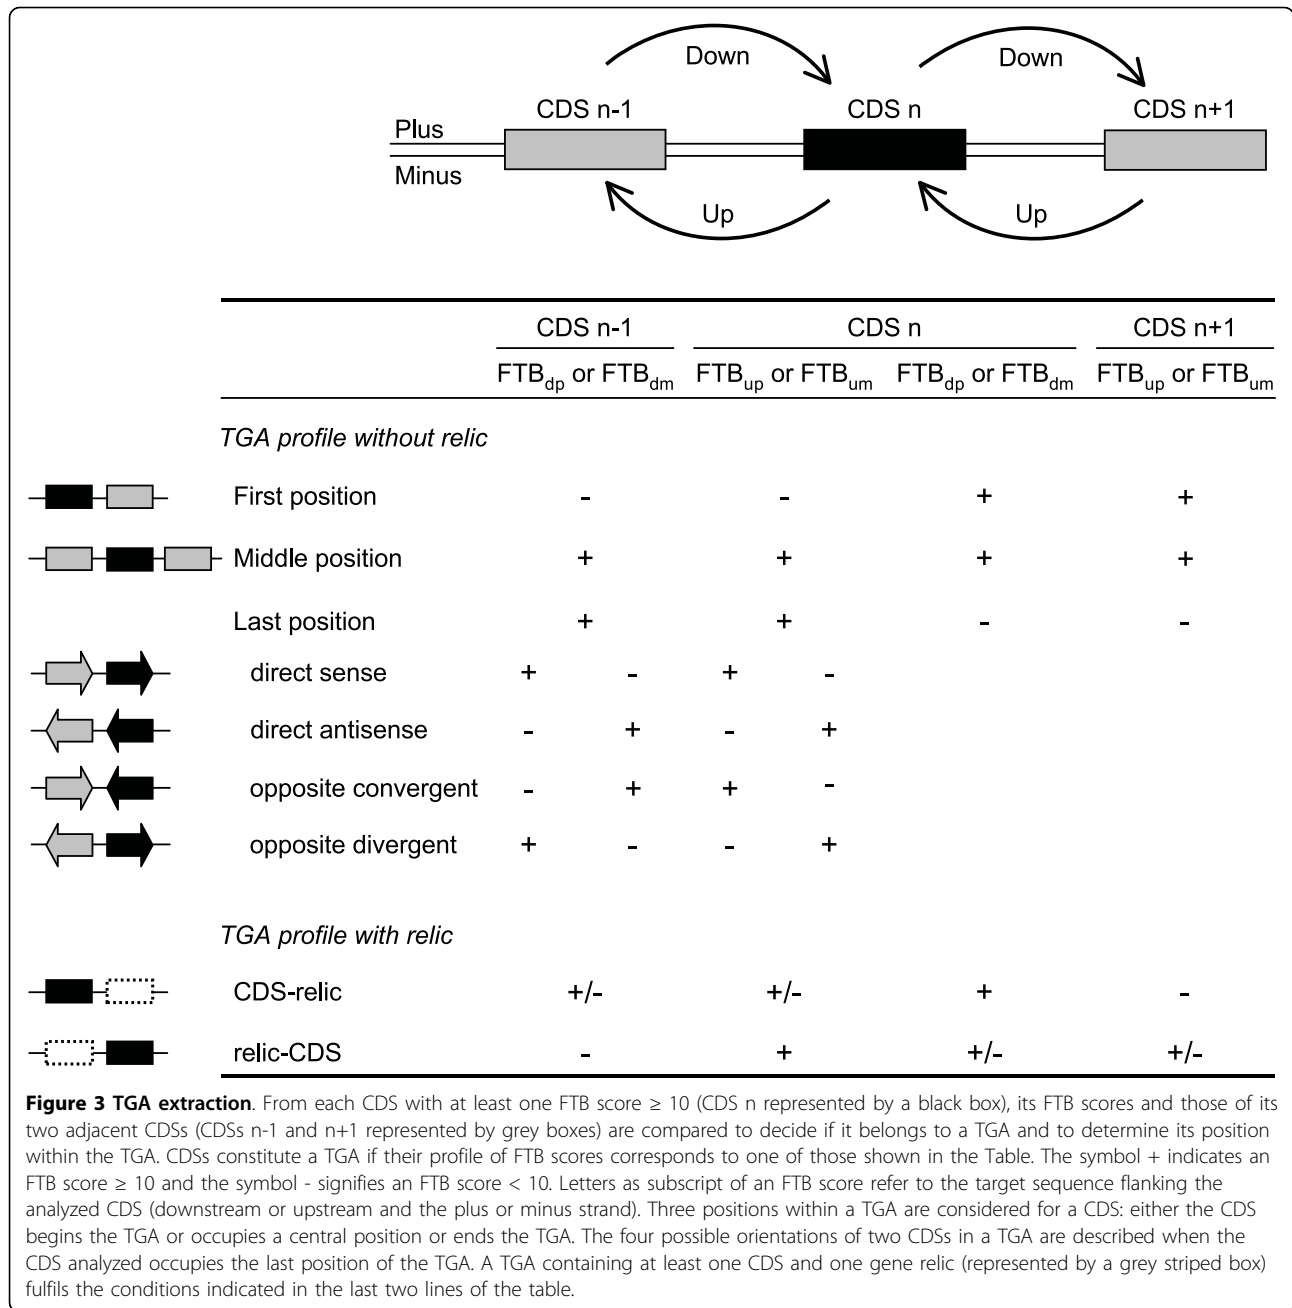 Down Down
CDS n-1 CDS n CDS n+1
Plus
Minus
Up Up
CDS n-1 CDS n CDS n+1
FTBdp or FTBdm FTBup or FTBum FTBdp or FTBdm FTBup or FTBum
TGA profile without relic
First position - - + +
Middle position + + + +
Last position + + - -
direct sense + - + -
direct antisense - + - +
opposite convergent - + + -
opposite divergent + - - +
TGA profile with relic
CDS-relic +/- +/- + -
relic-CDS - + +/- +/-
Figure 3 TGA extraction. From each CDS with at least one FTB score ≥ 10 (CDS n represented by a black box), its FTB scores and those of its
two adjacent CDSs (CDSs n-1 and n+1 represented by grey boxes) are compared to decide if it belongs to a TGA and to determine its position
within the TGA. CDSs constitute a TGA if their profile of FTB scores corresponds to one of those shown in the Table. The symbol + indicates an
FTB score ≥ 10 and the symbol - signifies an FTB score < 10. Letters as subscript of an FTB score refer to the target sequence flanking the
analyzed CDS (downstream or upstream and the plus or minus strand). Three positions within a TGA are considered for a CDS: either the CDS
begins the TGA or occupies a central position or ends the TGA. The four possible orientations of two CDSs in a TGA are described when the
CDS analyzed occupies the last position of the TGA. A TGA containing at least one CDS and one gene relic (represented by a grey striped box)
fulfils the conditions indicated in the last two lines of the table.